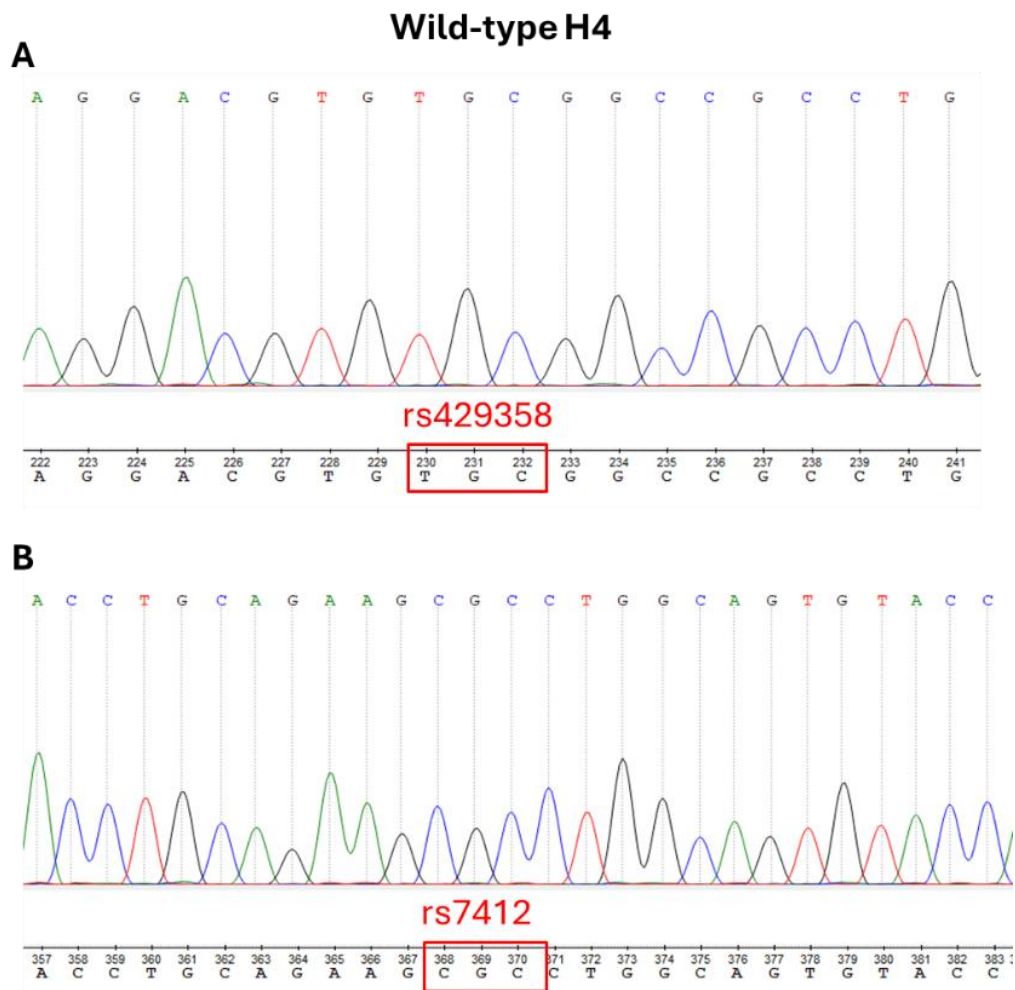 Wild-type H4
A
A G G A C G T G T G C G G C C G C C T G
rs429358
222 223 224 225 226 227 228 229 230 231 232 233 234 235 236 237 238 239 240 241
A G G A C G T G T G C G G C C G C C T G
B
A C C T G C A G A A G C G C C T G G C A G T G T A C C
rs7412
357 358 359 360 361 362 363 364 365 366 367 368 369 370 371 372 373 374 375 376 377 378 379 380 381 382 383
A C C T G C A G A A G C G C C T G G C A G T G T A C C